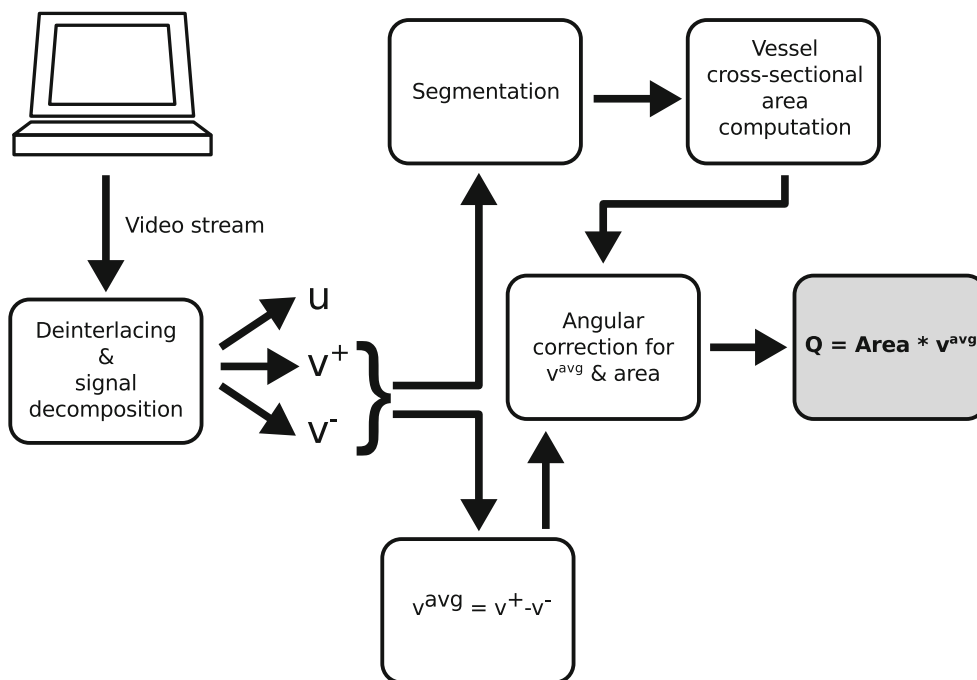 Segmentation
Vessel
cross-sectional
area
computation
Video stream
Deinterlacing
&
signal
decomposition
u
v⁺
v⁻
}
Angular
correction for
vᵃᵛᵍ & area
Q = Area * vᵃᵛᵍ
vᵃᵛᵍ = v⁺-v⁻